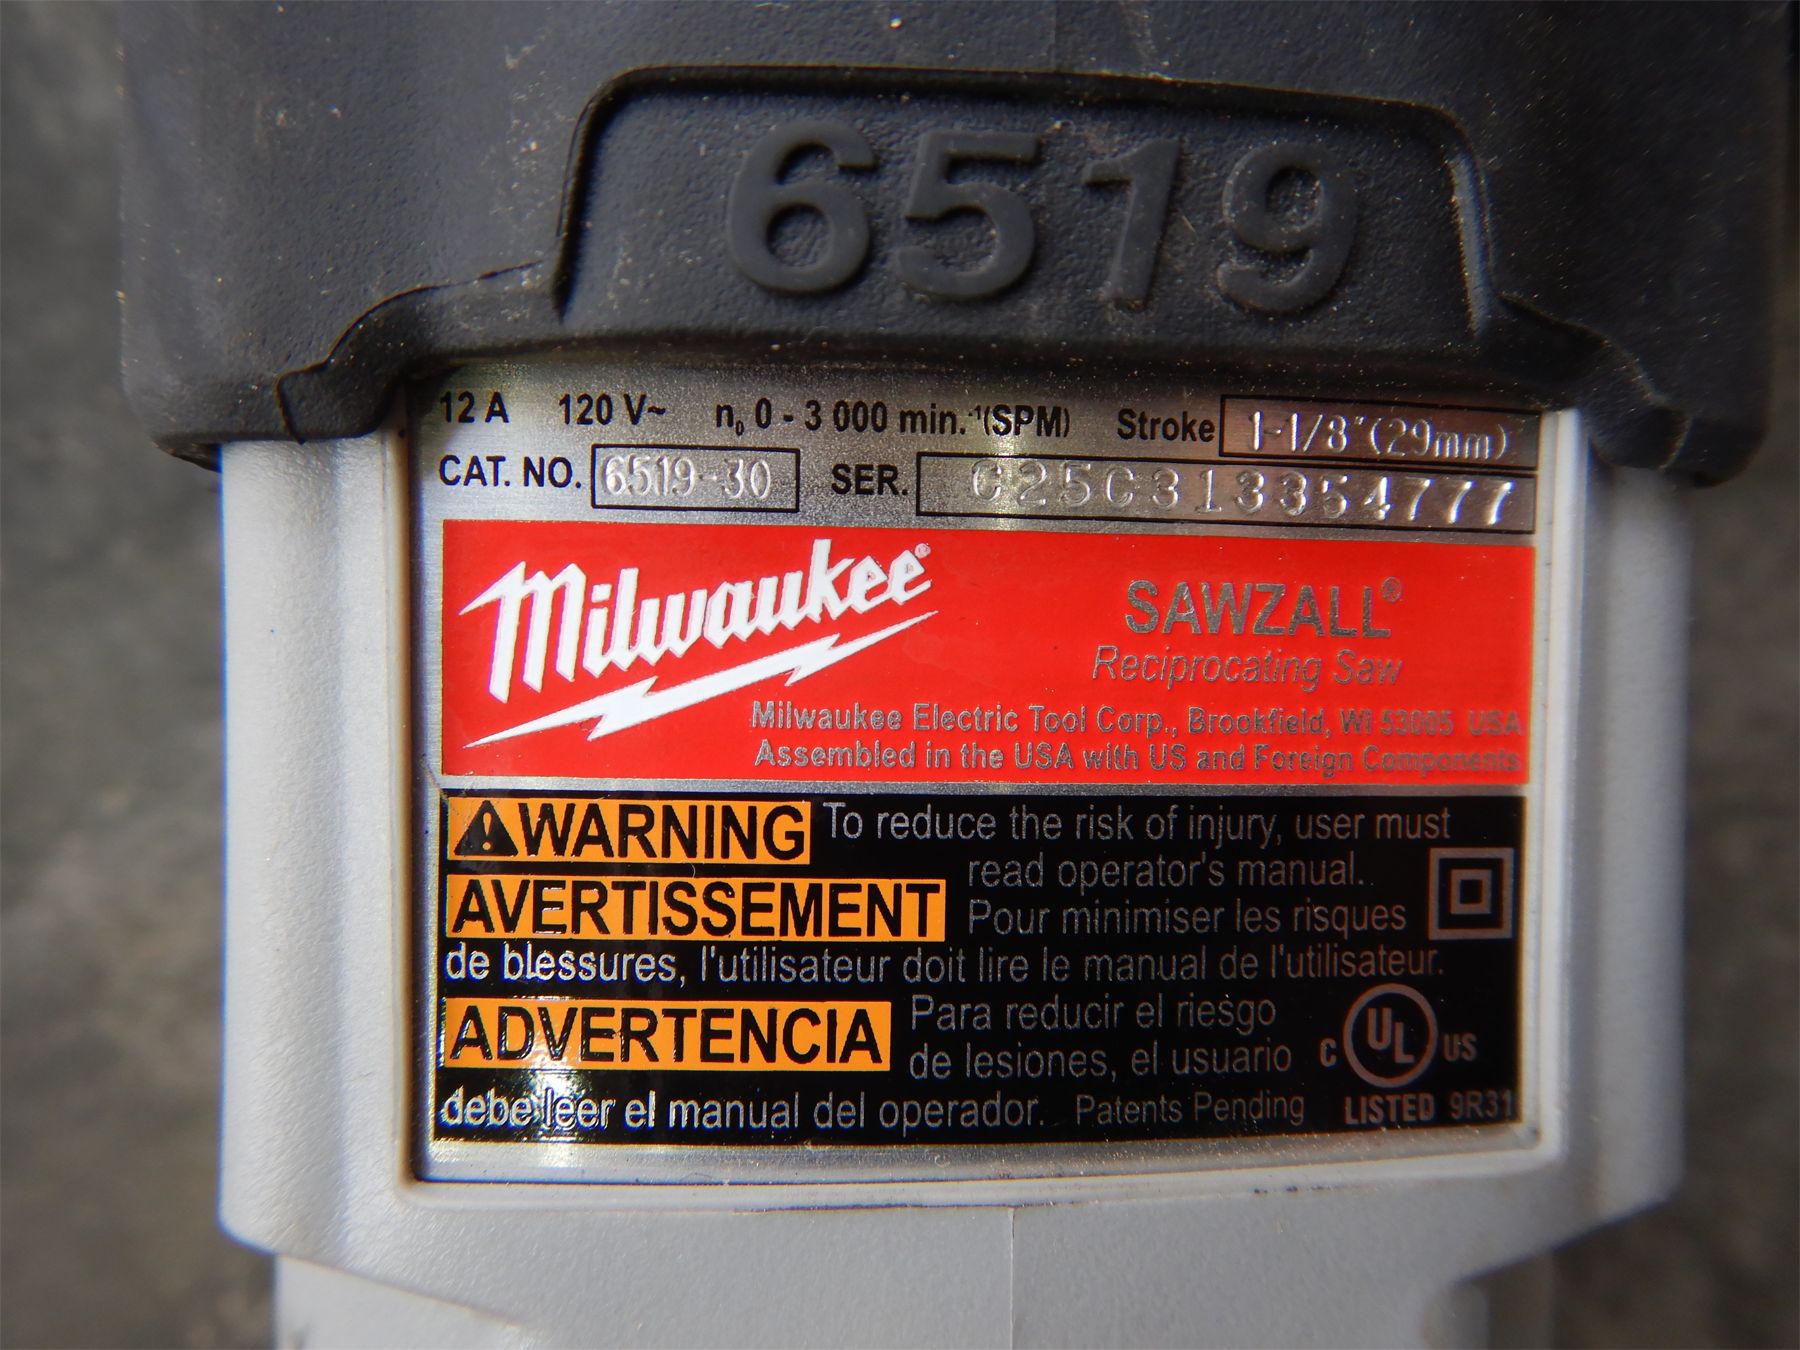 6519
12 A 120 V~ n₀ 0 - 3 000 min.⁻¹(SPM) Stroke 1-1/8"(29mm)
CAT. NO. 6519-30 SER. C25C313354777
Milwaukee®
SAWZALL®
Reciprocating Saw
Milwaukee Electric Tool Corp., Brookfield, WI 53005 USA
Assembled in the USA with US and Foreign Components
WARNING To reduce the risk of injury, user must
read operator's manual.
AVERTISSEMENT Pour minimiser les risques
de blessures, l'utilisateur doit lire le manual de l'utilisateur.
ADVERTENCIA Para reducir el riesgo
de lesiones, el usuario
debe leer el manual del operador. Patents Pending
C UL US
LISTED 9R31